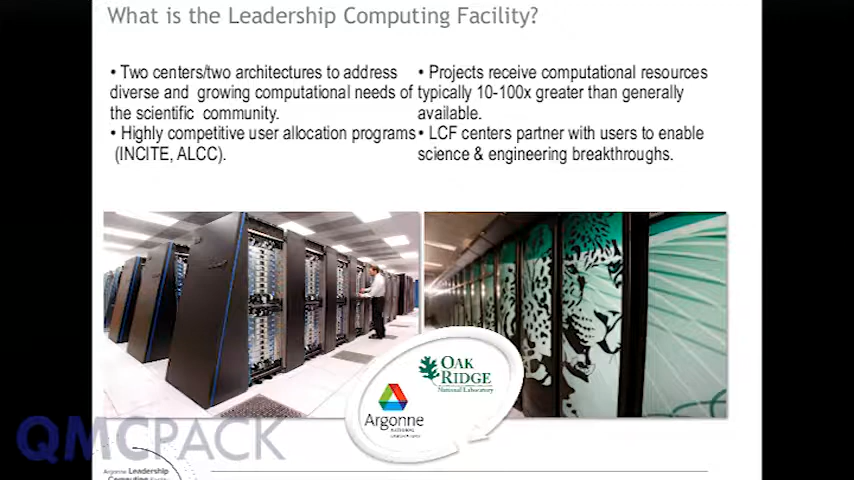 What is the Leadership Computing Facility?
• Two centers/two architectures to address
diverse and growing computational needs of
the scientific community.
• Highly competitive user allocation programs
(INCITE, ALCC).
• Projects receive computational resources
typically 10-100x greater than generally
available.
• LCF centers partner with users to enable
science & engineering breakthroughs.
OAK
RIDGE
National Laboratory
Argonne
NATIONAL
QMCPACK
Argonne Leadership
Computing